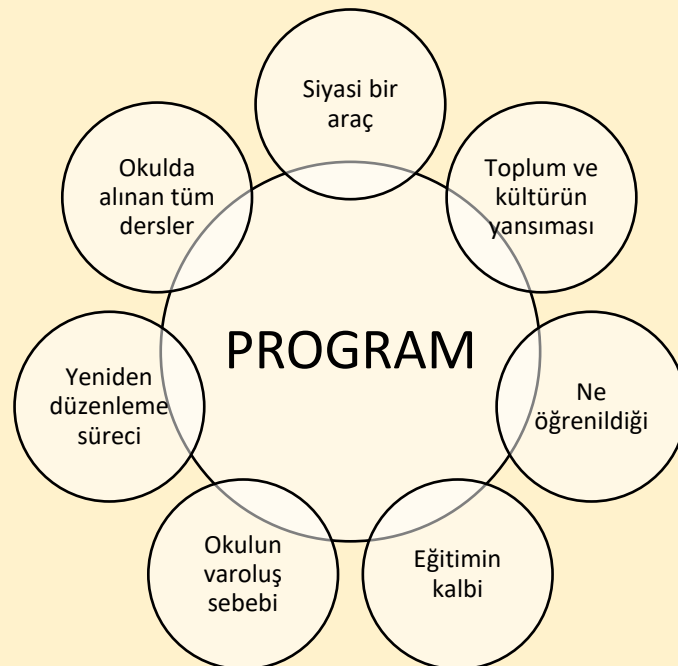 Siyasi bir
araç
Toplum ve
kültürün
yansıması
Ne
öğrenildiği
Eğitimin
kalbi
Okulun
varoluş
sebebi
Yeniden
düzenleme
süreci
Okulda
alınan tüm
dersler
PROGRAM